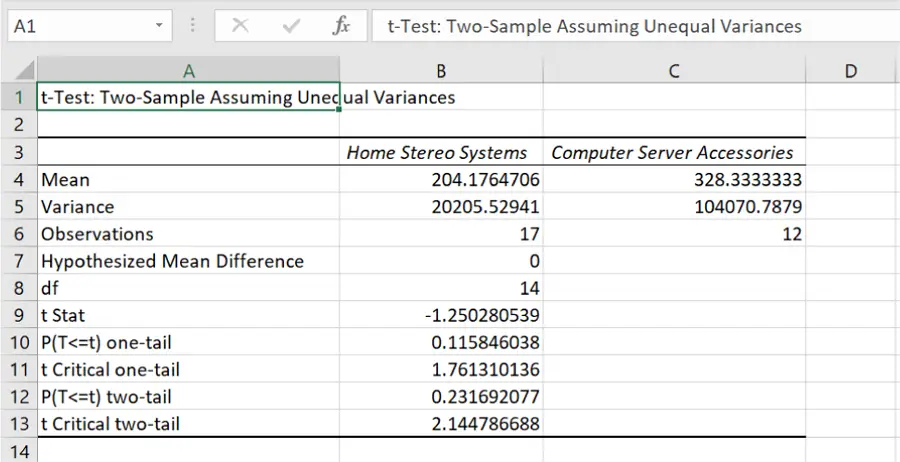 A1 fx t-Test: Two-Sample Assuming Unequal Variances
A B C D
1 t-Test: Two-Sample Assuming Unequal Variances
2
3 Home Stereo Systems Computer Server Accessories
4 Mean 204.1764706 328.3333333
5 Variance 20205.52941 104070.7879
6 Observations 17 12
7 Hypothesized Mean Difference 0
8 df 14
9 t Stat -1.250280539
10 P(T<=t) one-tail 0.115846038
11 t Critical one-tail 1.761310136
12 P(T<=t) two-tail 0.231692077
13 t Critical two-tail 2.144786688
14